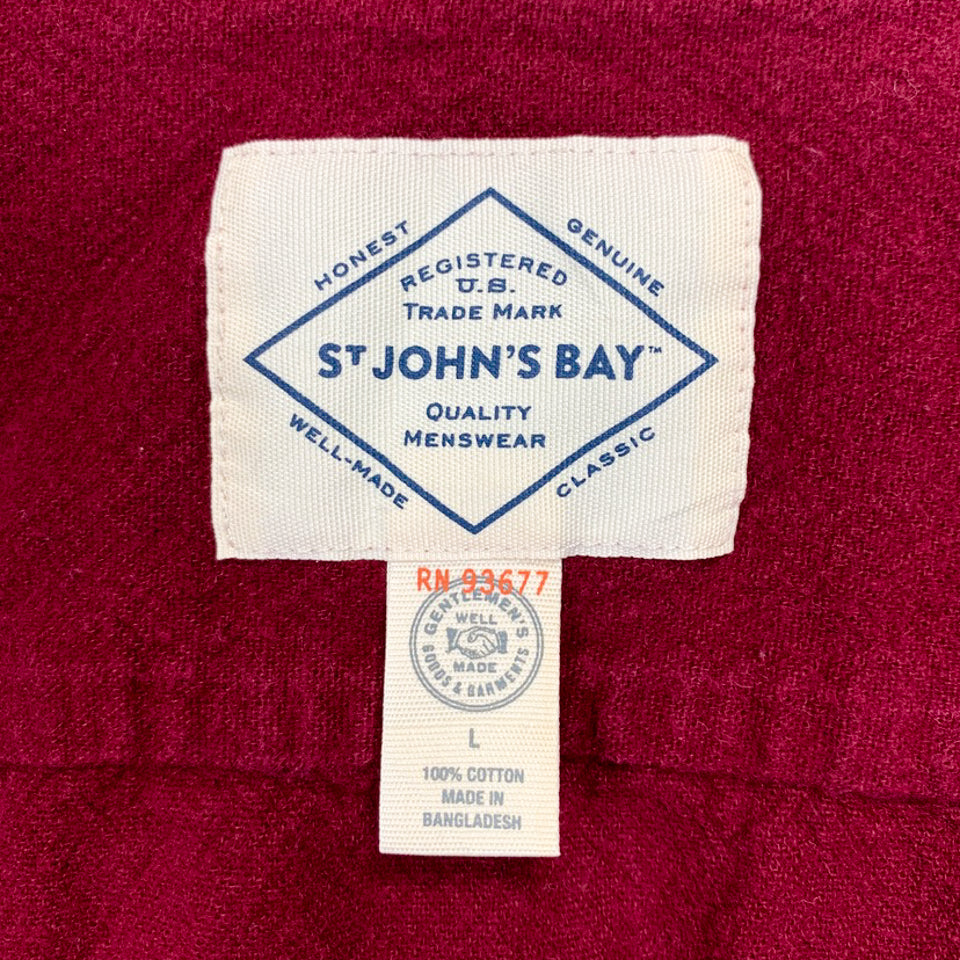 HONEST
GENUINE
REGISTERED
U.S.
TRADE MARK
ST JOHN'S BAY™
QUALITY
MENSWEAR
WELL-MADE
CLASSIC
RN 93677
GENTLEMEN'S
WELL
MADE
GOODS & GARMENTS
L
100% COTTON
MADE IN
BANGLADESH